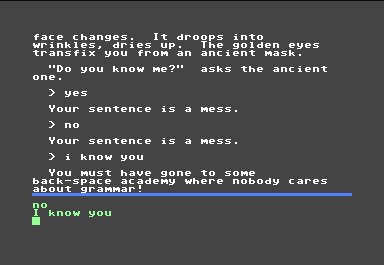 face changes. It droops into
wrinkles, dries up. The golden eyes
transfix you from an ancient mask.
"Do you know me?" asks the ancient
one.
> yes
Your sentence is a mess.
> no
Your sentence is a mess.
> i know you
You must have gone to some
back-space academy where nobody cares
about grammar!
no
I know you